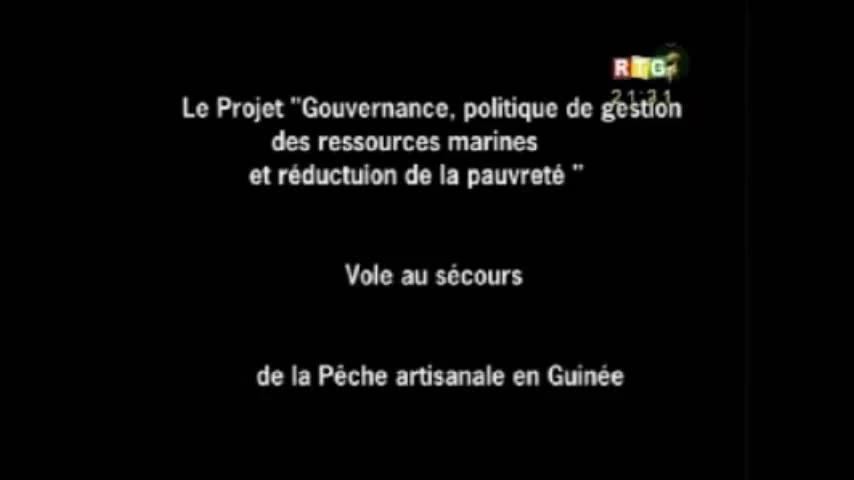 RTG
21:31
Le Projet "Gouvernance, politique de gestion
des ressources marines
et réductuion de la pauvreté "
Vole au sécours
de la Pêche artisanale en Guinée